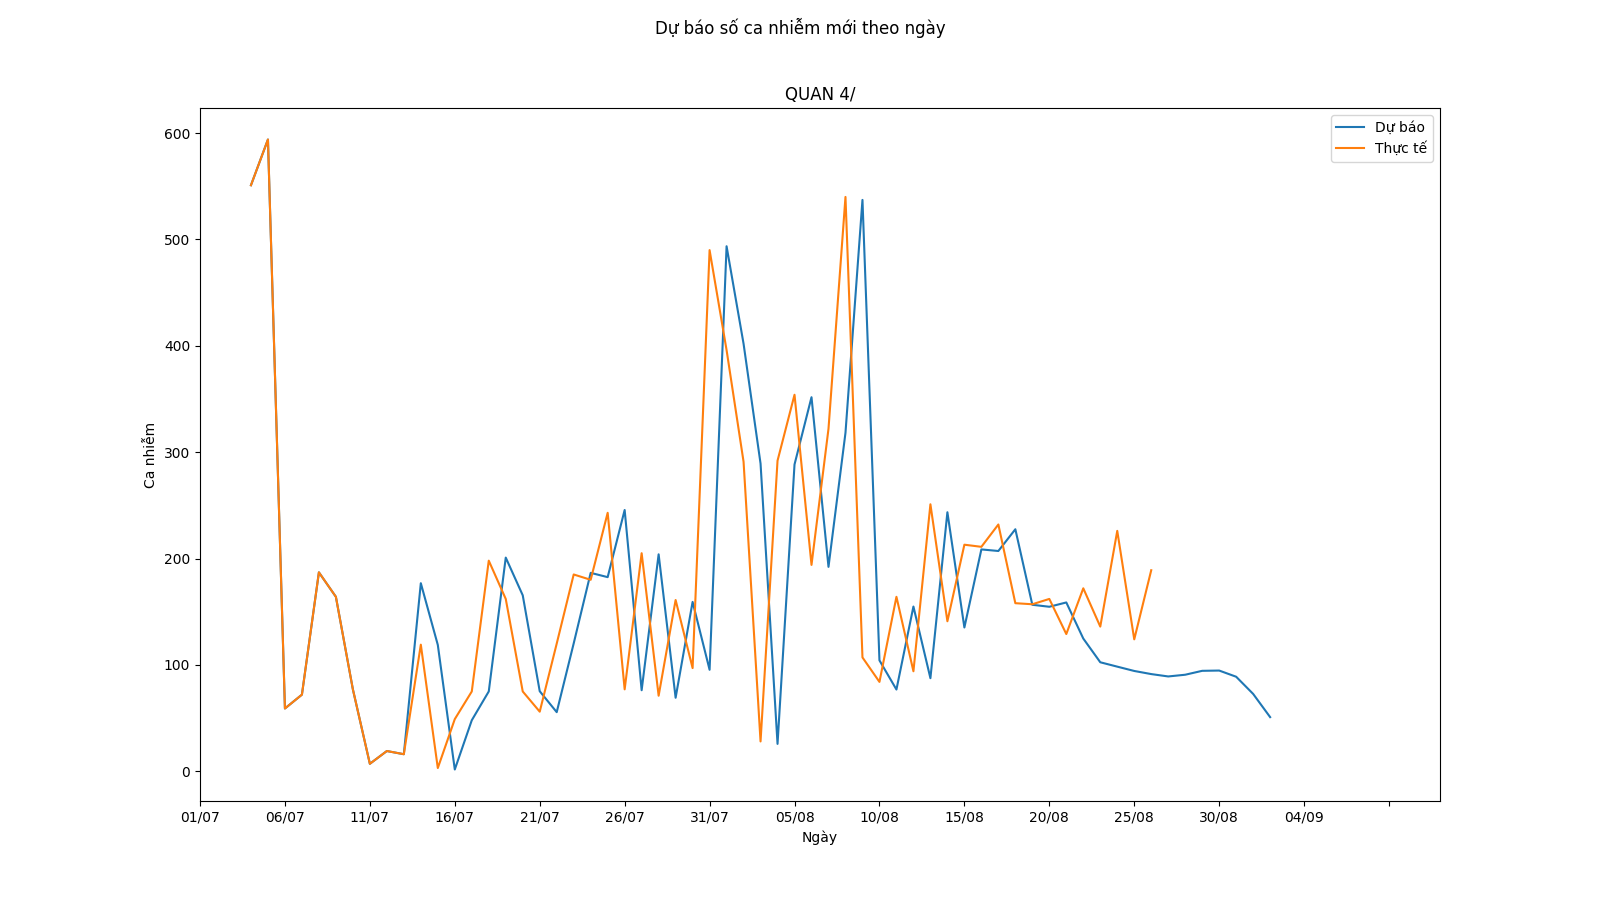 Dự báo số ca nhiễm mới theo ngày
QUAN 4/
Dự báo
Thực tế
600
500
400
300
200
100
0
Ca nhiễm
01/07 06/07 11/07 16/07 21/07 26/07 31/07 05/08 10/08 15/08 20/08 25/08 30/08 04/09
Ngày